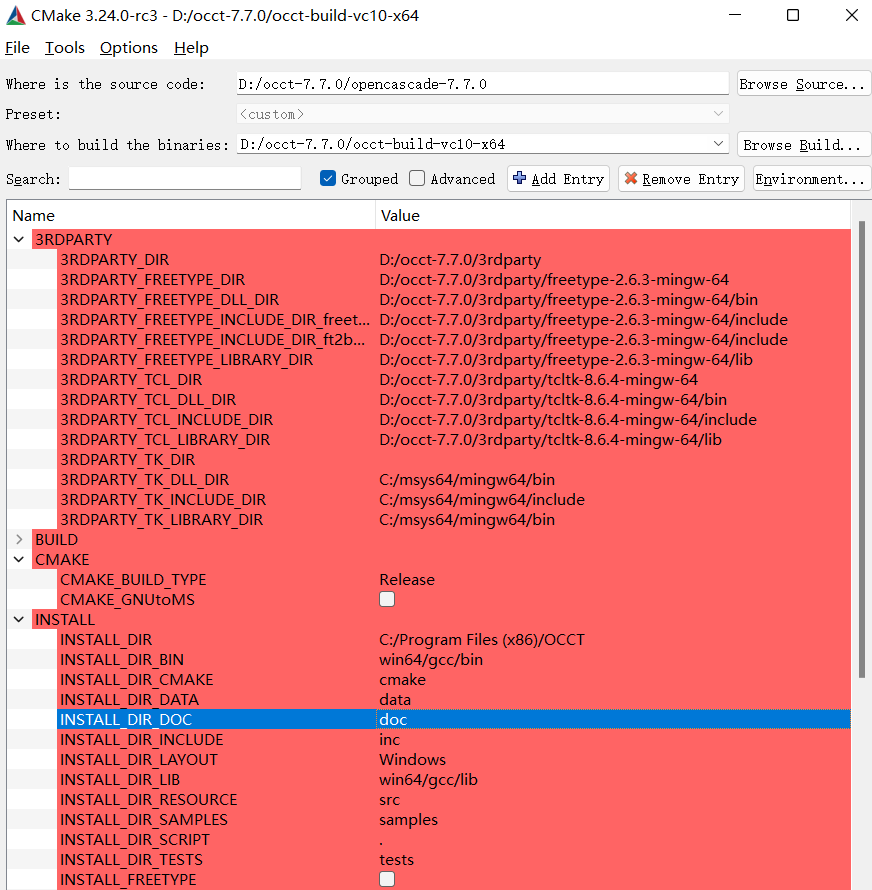 CMake 3.24.0-rc3 - D:/occt-7.7.0/occt-build-vc10-x64
File Tools Options Help
Where is the source code: D:/occt-7.7.0/opencascade-7.7.0 Browse Source...
Preset: <custom>
Where to build the binaries: D:/occt-7.7.0/occt-build-vc10-x64 Browse Build...
Search: Grouped Advanced Add Entry Remove Entry Environment...
Name Value
3RDPARTY
3RDPARTY_DIR D:/occt-7.7.0/3rdparty
3RDPARTY_FREETYPE_DIR D:/occt-7.7.0/3rdparty/freetype-2.6.3-mingw-64
3RDPARTY_FREETYPE_DLL_DIR D:/occt-7.7.0/3rdparty/freetype-2.6.3-mingw-64/bin
3RDPARTY_FREETYPE_INCLUDE_DIR_freet... D:/occt-7.7.0/3rdparty/freetype-2.6.3-mingw-64/include
3RDPARTY_FREETYPE_INCLUDE_DIR_ft2b... D:/occt-7.7.0/3rdparty/freetype-2.6.3-mingw-64/include
3RDPARTY_FREETYPE_LIBRARY_DIR D:/occt-7.7.0/3rdparty/freetype-2.6.3-mingw-64/lib
3RDPARTY_TCL_DIR D:/occt-7.7.0/3rdparty/tcltk-8.6.4-mingw-64
3RDPARTY_TCL_DLL_DIR D:/occt-7.7.0/3rdparty/tcltk-8.6.4-mingw-64/bin
3RDPARTY_TCL_INCLUDE_DIR D:/occt-7.7.0/3rdparty/tcltk-8.6.4-mingw-64/include
3RDPARTY_TCL_LIBRARY_DIR D:/occt-7.7.0/3rdparty/tcltk-8.6.4-mingw-64/lib
3RDPARTY_TK_DIR
3RDPARTY_TK_DLL_DIR C:/msys64/mingw64/bin
3RDPARTY_TK_INCLUDE_DIR C:/msys64/mingw64/include
3RDPARTY_TK_LIBRARY_DIR C:/msys64/mingw64/bin
BUILD
CMAKE
CMAKE_BUILD_TYPE Release
CMAKE_GNUtoMS
INSTALL
INSTALL_DIR C:/Program Files (x86)/OCCT
INSTALL_DIR_BIN win64/gcc/bin
INSTALL_DIR_CMAKE cmake
INSTALL_DIR_DATA data
INSTALL_DIR_DOC doc
INSTALL_DIR_INCLUDE inc
INSTALL_DIR_LAYOUT Windows
INSTALL_DIR_LIB win64/gcc/lib
INSTALL_DIR_RESOURCE src
INSTALL_DIR_SAMPLES samples
INSTALL_DIR_SCRIPT .
INSTALL_DIR_TESTS tests
INSTALL_FREETYPE